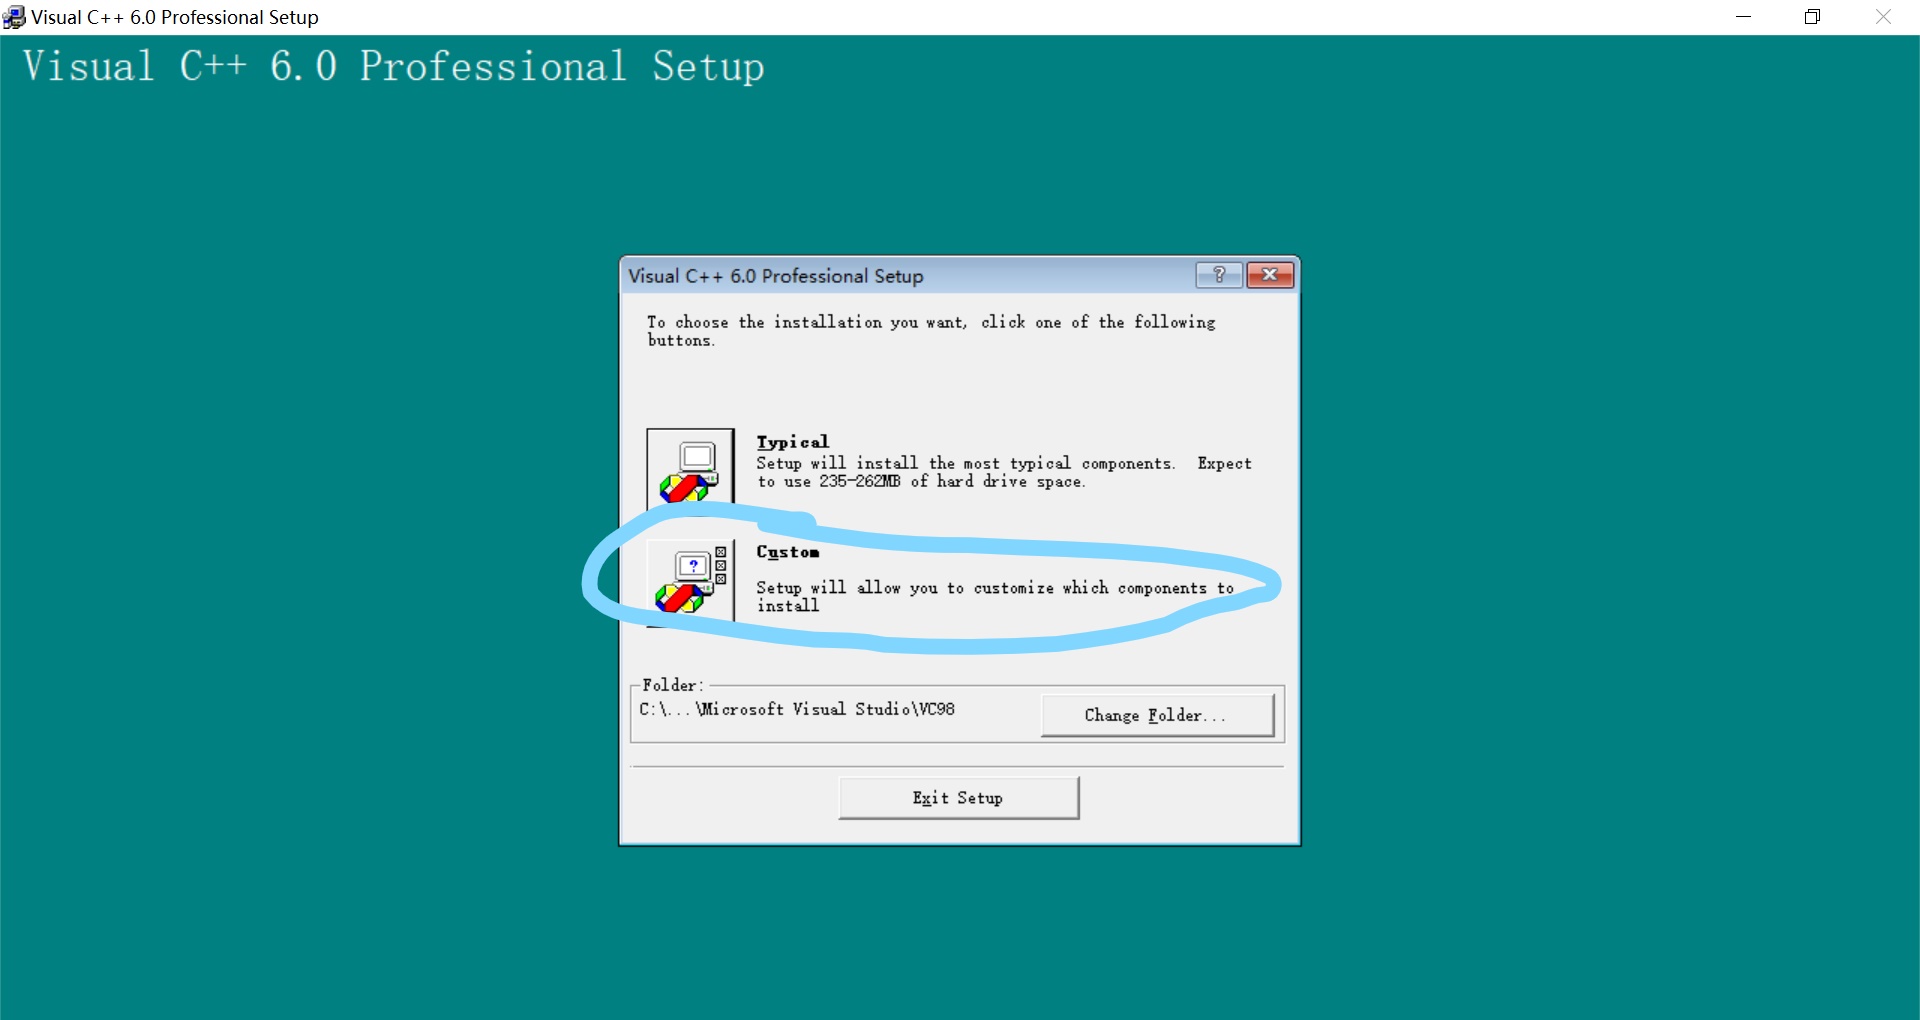 Visual C++ 6.0 Professional Setup
Visual C++ 6.0 Professional Setup
Visual C++ 6.0 Professional Setup
?
To choose the installation you want, click one of the following
buttons.
Typical
Setup will install the most typical components. Expect
to use 235-262MB of hard drive space.
?
Custom
Setup will allow you to customize which components to
install
Folder:
C:\...\Microsoft Visual Studio\VC98
Change Folder...
Exit Setup